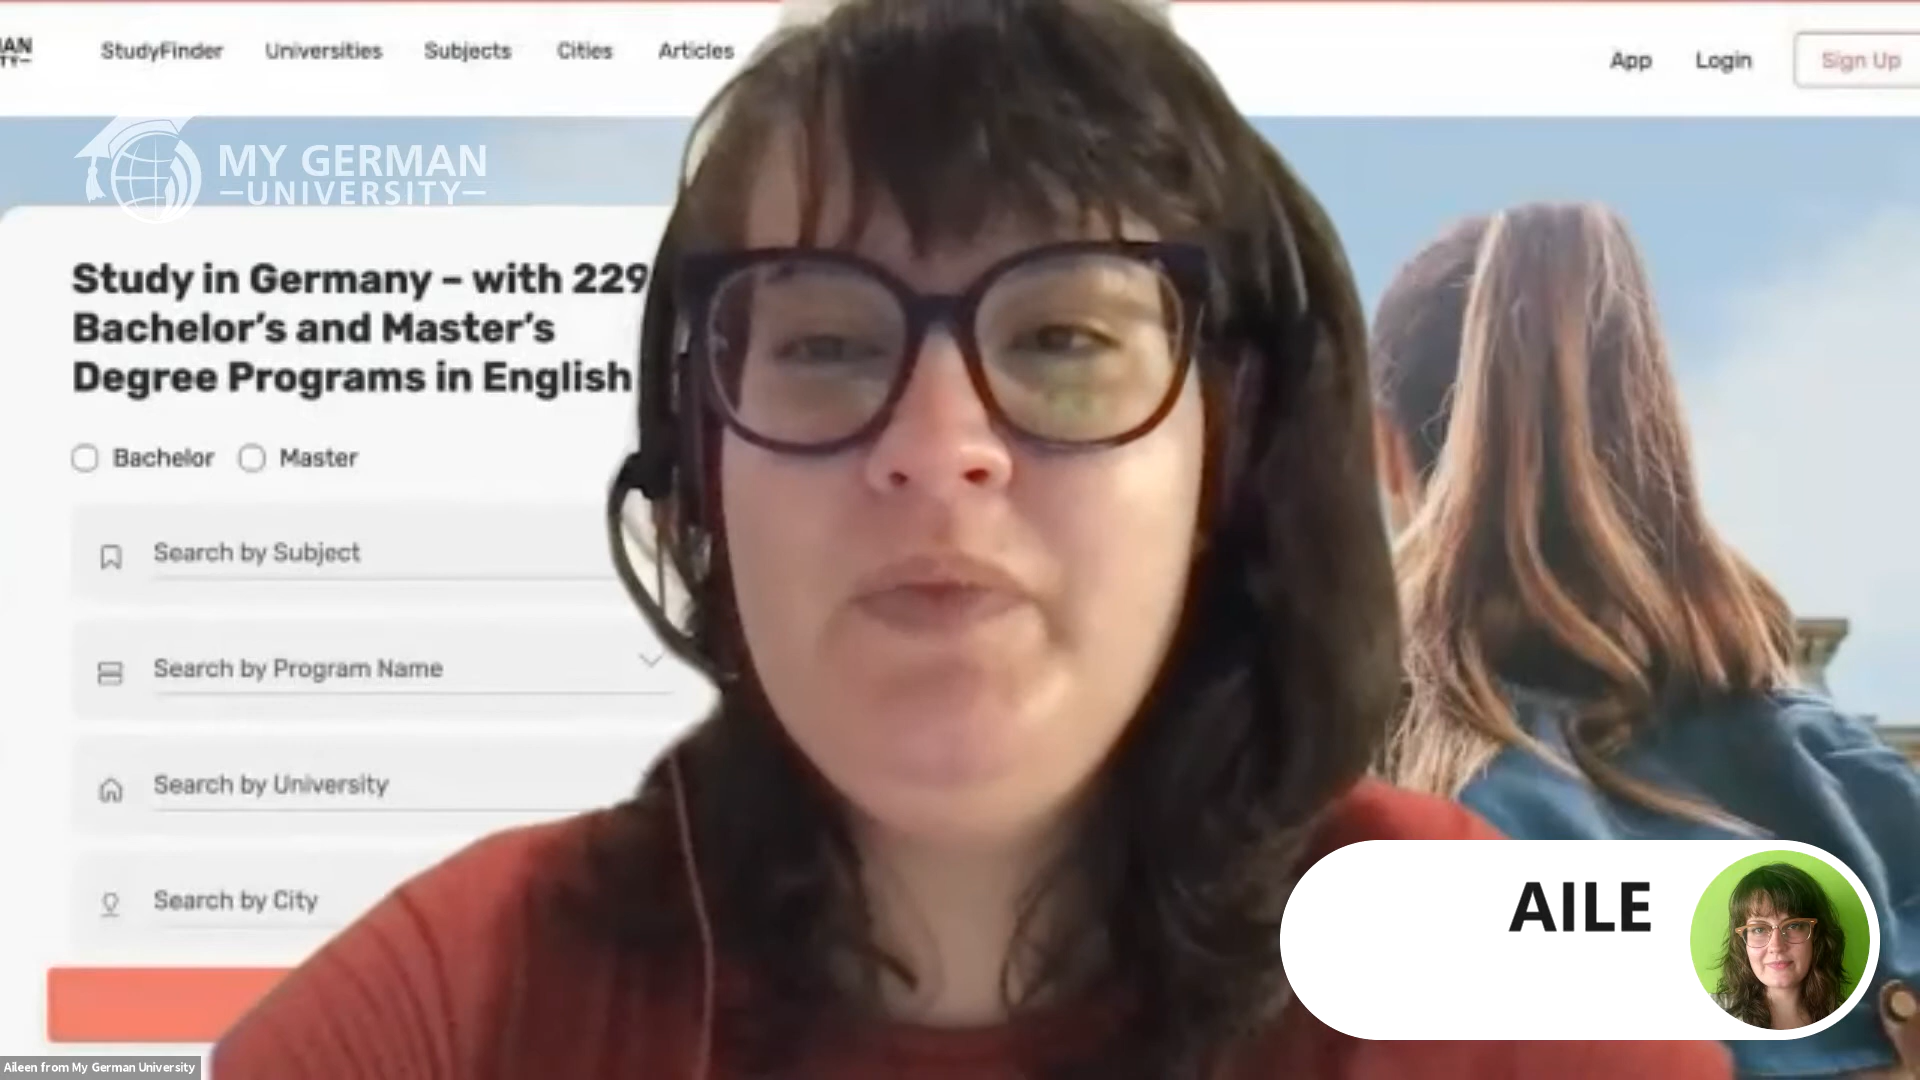 AN
TY–
StudyFinder Universities Subjects Cities Articles
App Login Sign Up
MY GERMAN
–UNIVERSITY–
Study in Germany – with 229
Bachelor's and Master's
Degree Programs in English
Bachelor Master
Search by Subject
Search by Program Name
Search by University
Search by City
AILE
Aileen from My German University